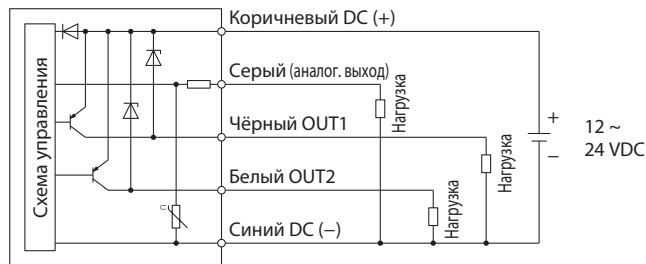 Коричневый DC (+)
Серый (аналог. выход)
Чёрный OUT1
Белый OUT2
Синий DC (−)
Схема управления
Нагрузка
Нагрузка
Нагрузка
+
12 ~
24 VDC
−
U